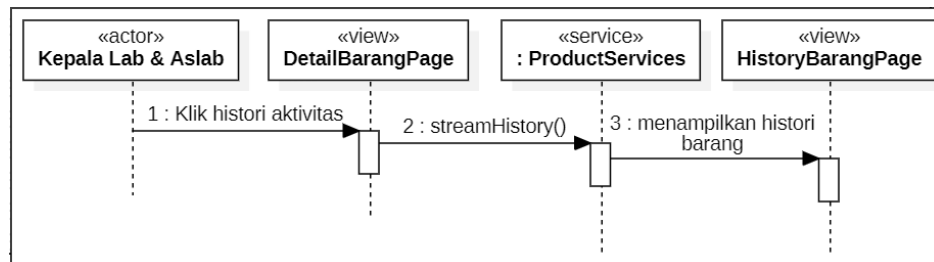 «actor»
Kepala Lab & Aslab
«view»
DetailBarangPage
«service»
: ProductServices
«view»
HistoryBarangPage
1 : Klik histori aktivitas
2 : streamHistory()
3 : menampilkan histori
barang